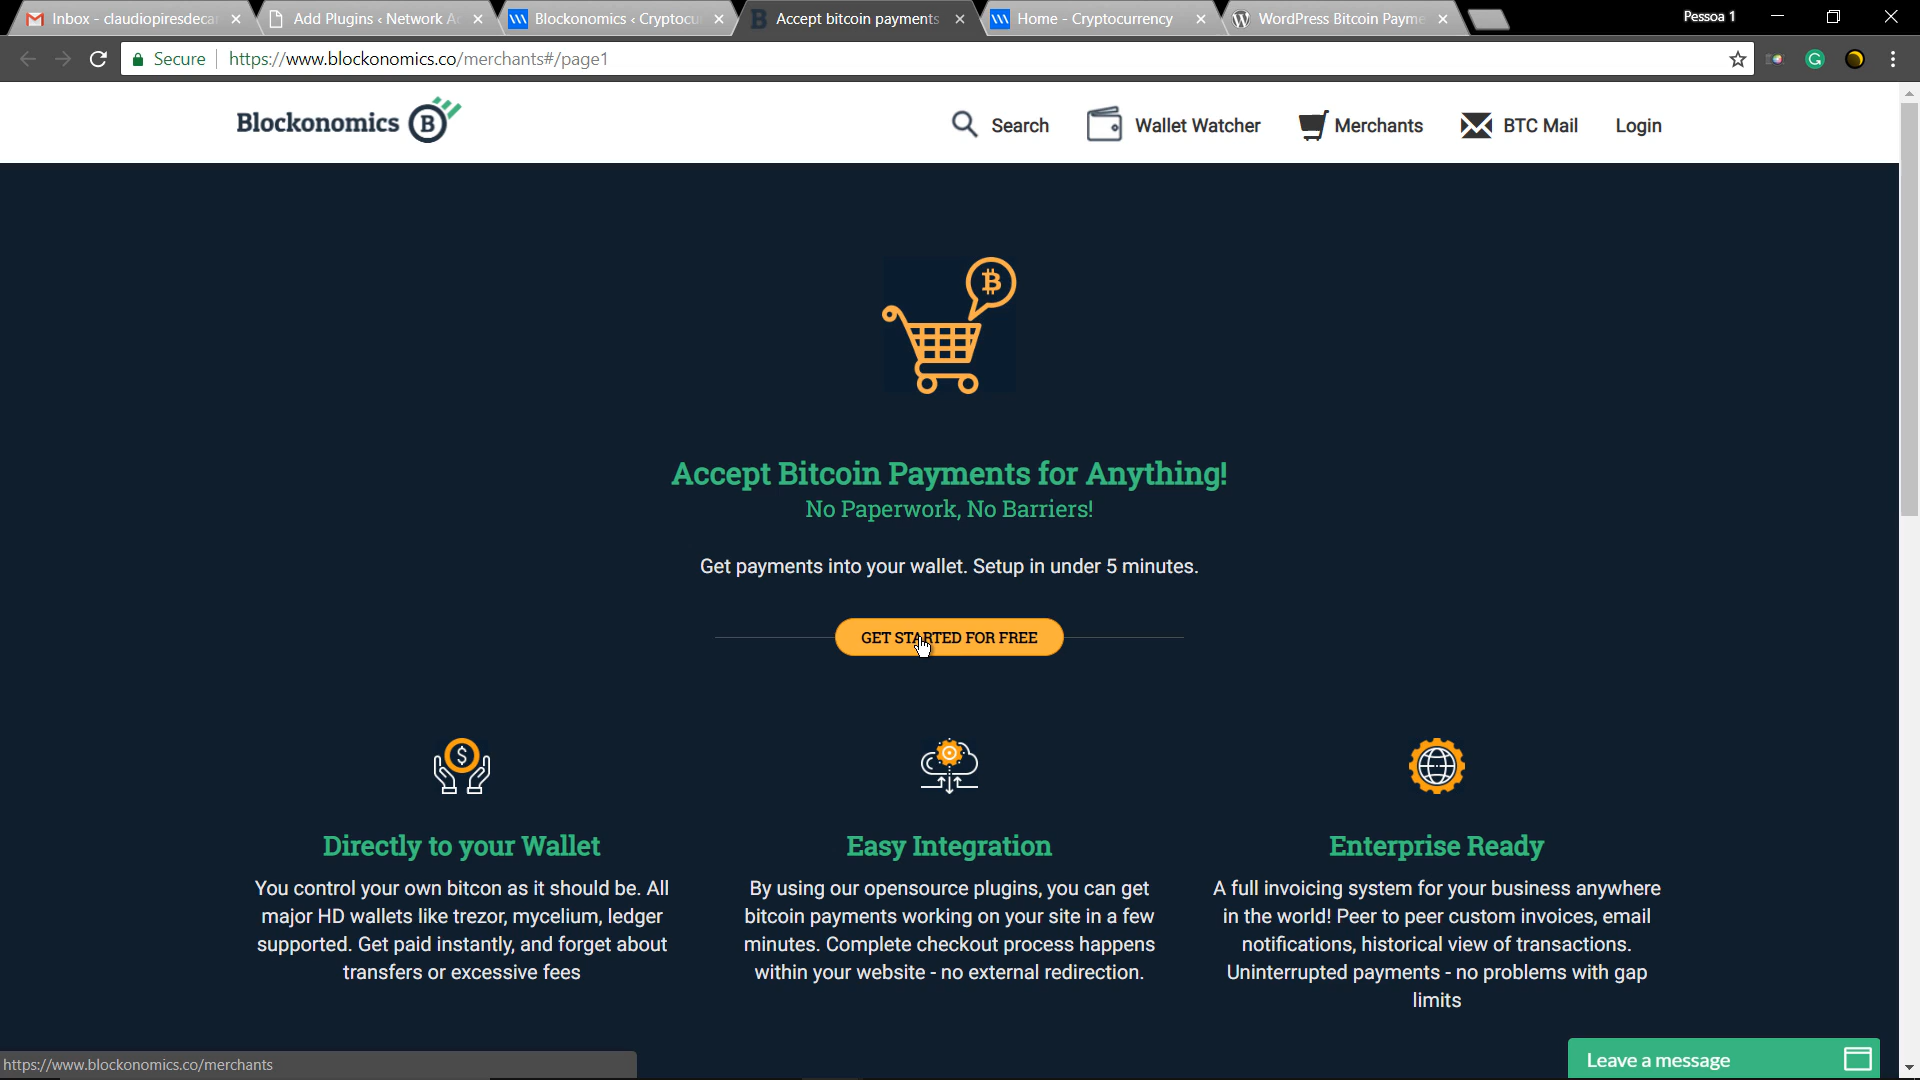 Inbox - claudiopiresdecar
Add Plugins ‹ Network A
Blockonomics ‹ Cryptocu
Accept bitcoin payments
Home - Cryptocurrency
WordPress Bitcoin Payme
Pessoa 1
Secure
https://www.blockonomics.co/merchants#/page1
Blockonomics
Search
Wallet Watcher
Merchants
BTC Mail
Login
Accept Bitcoin Payments for Anything!
No Paperwork, No Barriers!
Get payments into your wallet. Setup in under 5 minutes.
GET STARTED FOR FREE
Directly to your Wallet
You control your own bitcon as it should be. All
major HD wallets like trezor, mycelium, ledger
supported. Get paid instantly, and forget about
transfers or excessive fees
Easy Integration
By using our opensource plugins, you can get
bitcoin payments working on your site in a few
minutes. Complete checkout process happens
within your website - no external redirection.
Enterprise Ready
A full invoicing system for your business anywhere
in the world! Peer to peer custom invoices, email
notifications, historical view of transactions.
Uninterrupted payments - no problems with gap
limits
https://www.blockonomics.co/merchants
Leave a message